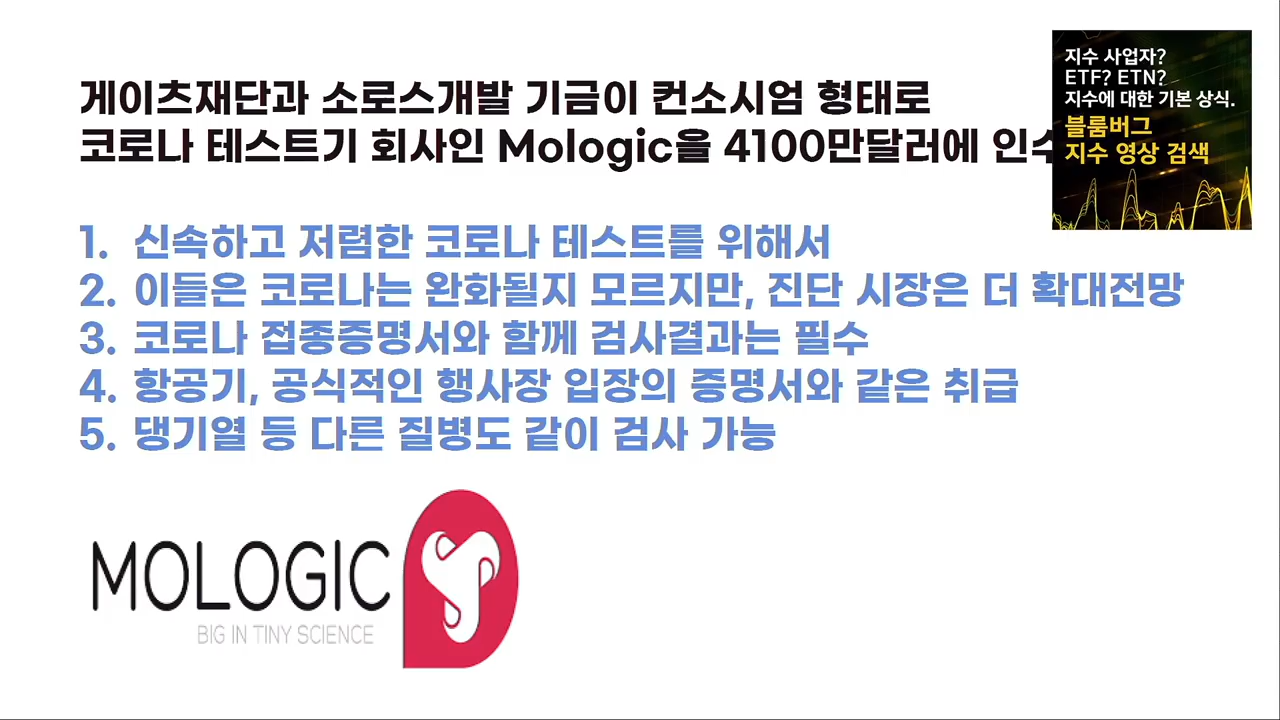 게이츠재단과 소로스개발 기금이 컨소시엄 형태로
코로나 테스트기 회사인 Mologic을 4100만달러에 인수
지수 사업자?
ETF? ETN?
지수에 대한 기본 상식.
블룸버그
지수 영상 검색
1. 신속하고 저렴한 코로나 테스트를 위해서
2. 이들은 코로나는 완화될지 모르지만, 진단 시장은 더 확대전망
3. 코로나 접종증명서와 함께 검사결과는 필수
4. 항공기, 공식적인 행사장 입장의 증명서와 같은 취급
5. 댕기열 등 다른 질병도 같이 검사 가능
MOLOGIC
BIG IN TINY SCIENCE